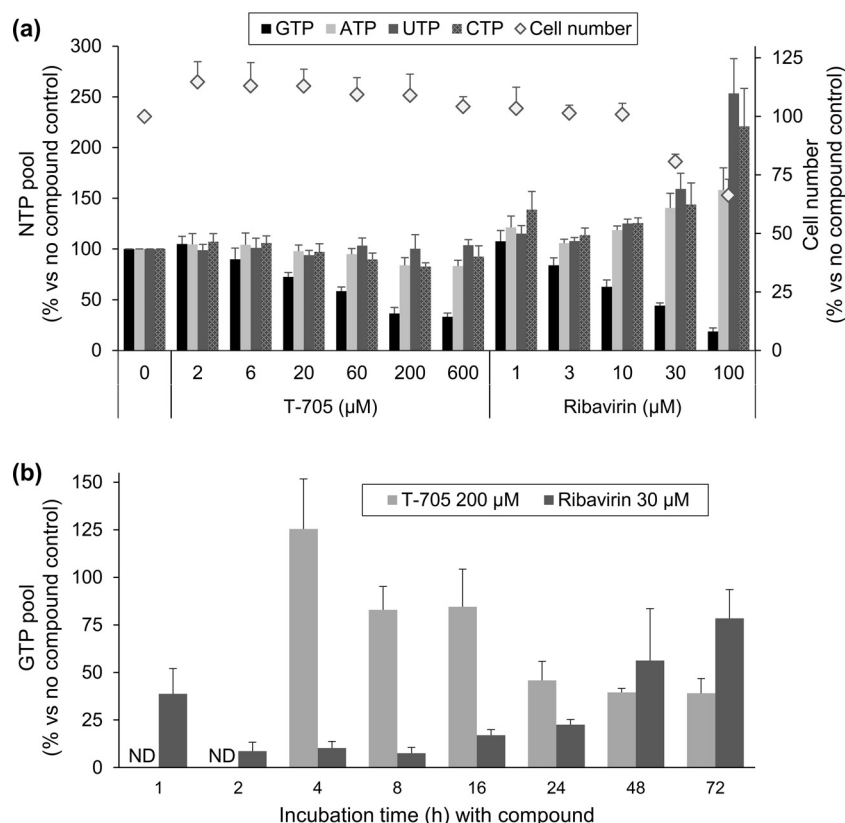 (a)
GTP ATP UTP CTP Cell number
NTP pool
(% vs no compound control)
300
250
200
150
100
50
0
125
100
75
50
25
0
Cell number
(% vs no compound control)
0 2 6 20 60 200 600 1 3 10 30 100
T-705 (µM) Ribavirin (µM)
(b)
T-705 200 µM Ribavirin 30 µM
GTP pool
(% vs no compound control)
150
125
100
75
50
25
0
ND ND
1 2 4 8 16 24 48 72
Incubation time (h) with compound